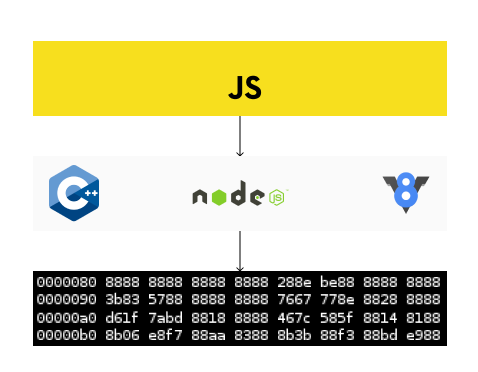 JS
C++ node JS 8
0000080 8888 8888 8888 8888 288e be88 8888 8888
0000090 3b83 5788 8888 8888 7667 778e 8828 8888
00000a0 d61f 7abd 8818 8888 467c 585f 8814 8188
00000b0 8b06 e8f7 88aa 8388 8b3b 88f3 88bd e988